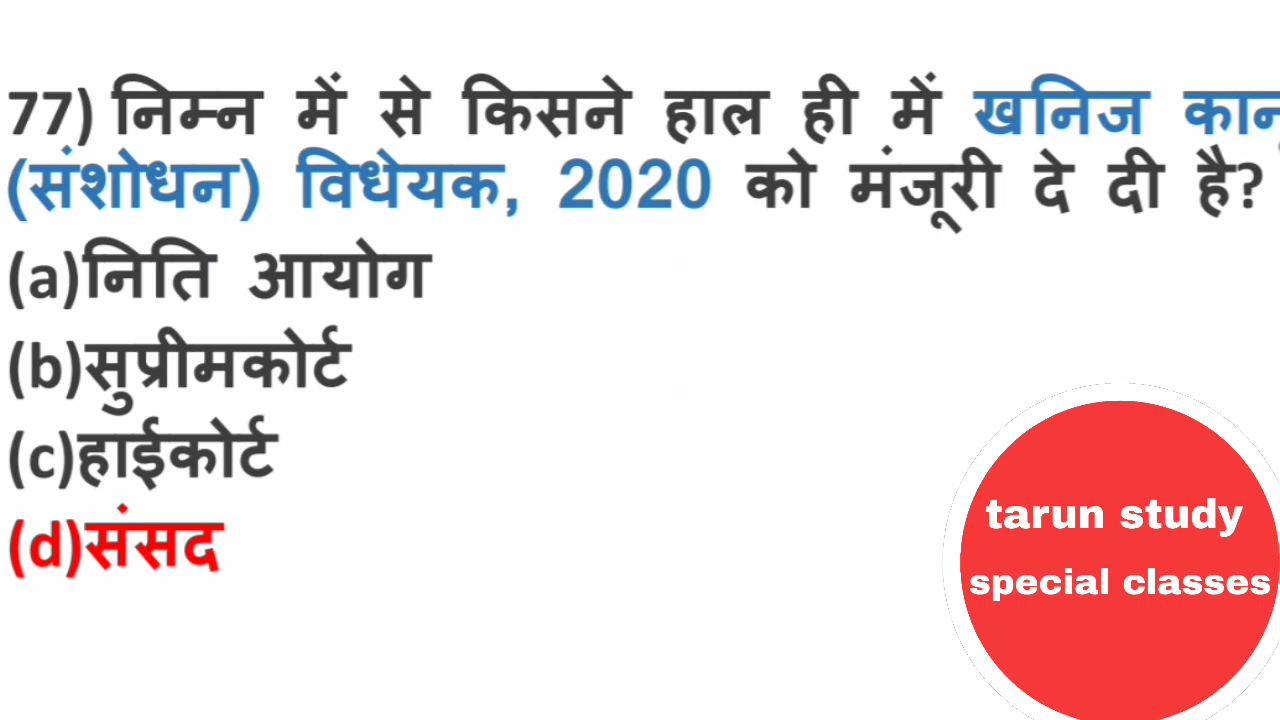 77) निम्न में से किसने हाल ही में खनिज
(संशोधन) विधेयक, 2020 को मंजूरी दे दी है?
(a)निति आयोग
(b)सुप्रीमकोर्ट
(c)हाईकोर्ट
(d)संसद
tarun study
special classes